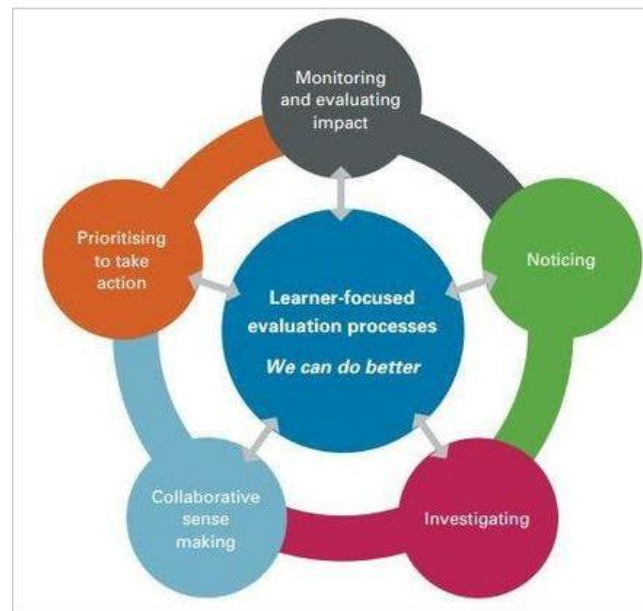 Monitoring
and evaluating
impact
Prioritising
to take
action
Noticing
Learner-focused
evaluation processes
We can do better
Collaborative
sense
making
Investigating